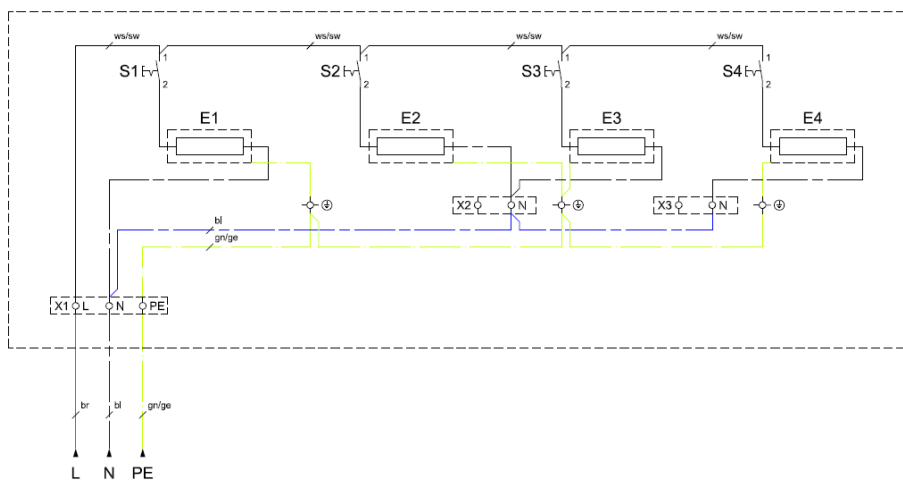 ws/sw ws/sw ws/sw ws/sw
1 1 1 1
S1 S2 S3 S4
2 2 2 2
E1 E2 E3 E4
X2 N X3 N
bl
gn/ge
X1 L N PE
br bl gn/ge
L N PE